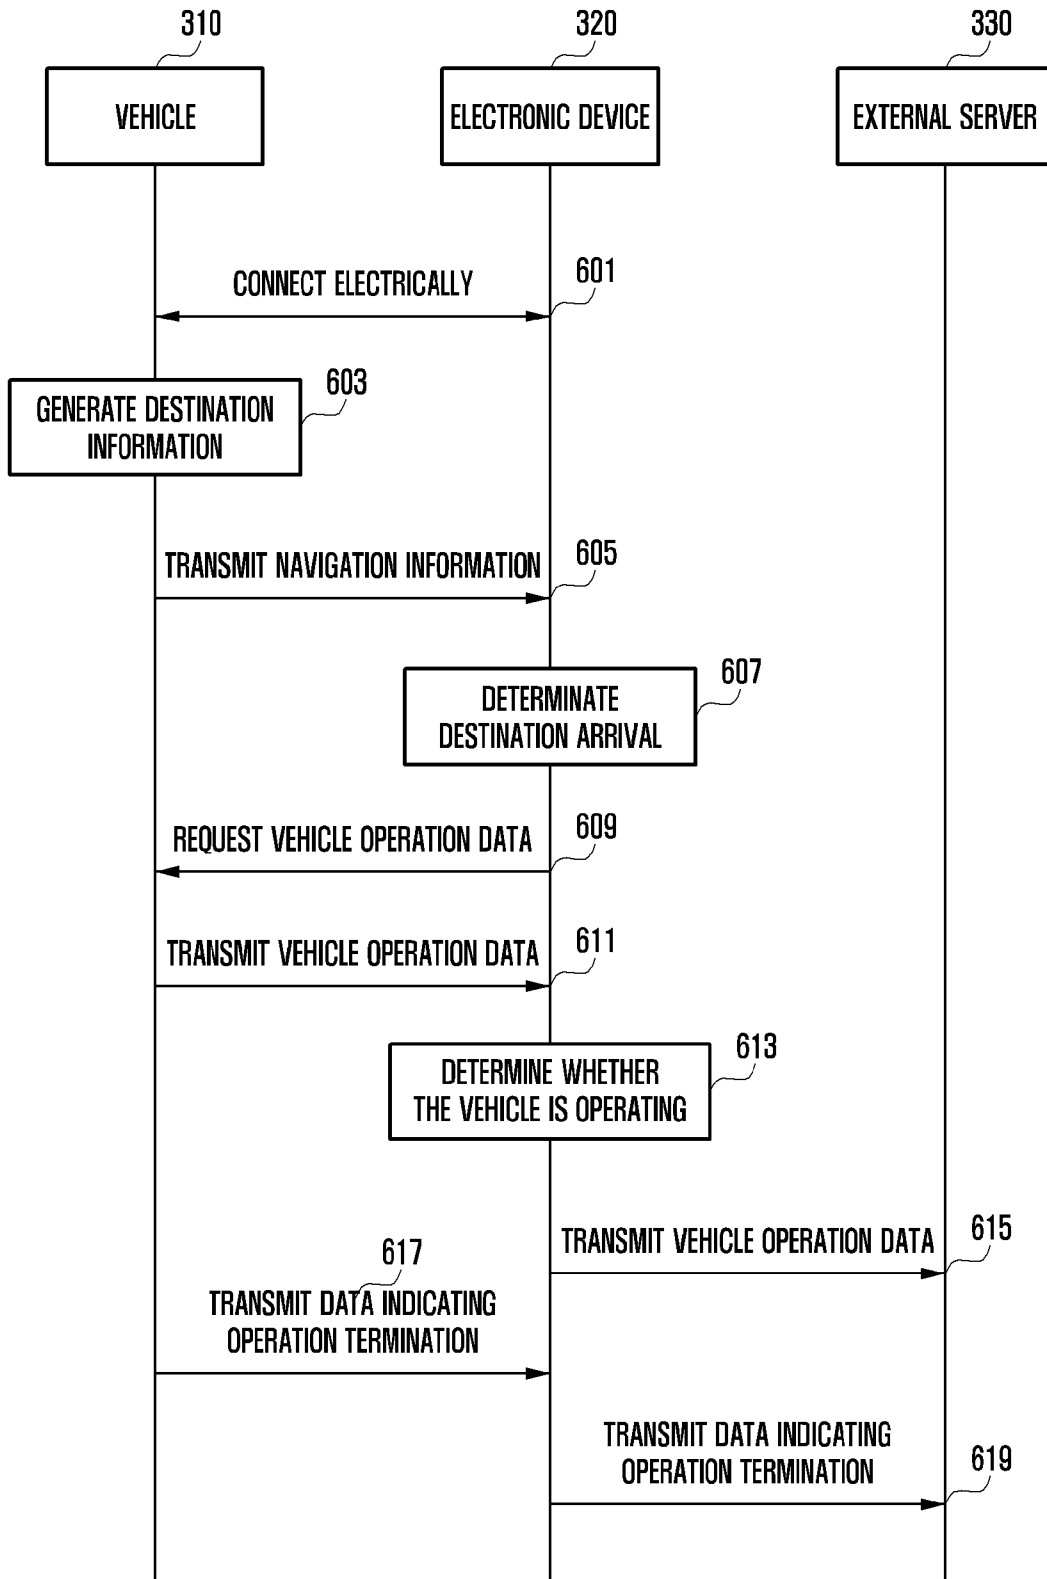 310
320
330
VEHICLE
ELECTRONIC DEVICE
EXTERNAL SERVER
CONNECT ELECTRICALLY
601
603
GENERATE DESTINATION
INFORMATION
TRANSMIT NAVIGATION INFORMATION
605
607
DETERMINATE
DESTINATION ARRIVAL
REQUEST VEHICLE OPERATION DATA
609
TRANSMIT VEHICLE OPERATION DATA
611
613
DETERMINE WHETHER
THE VEHICLE IS OPERATING
TRANSMIT VEHICLE OPERATION DATA
615
617
TRANSMIT DATA INDICATING
OPERATION TERMINATION
TRANSMIT DATA INDICATING
OPERATION TERMINATION
619